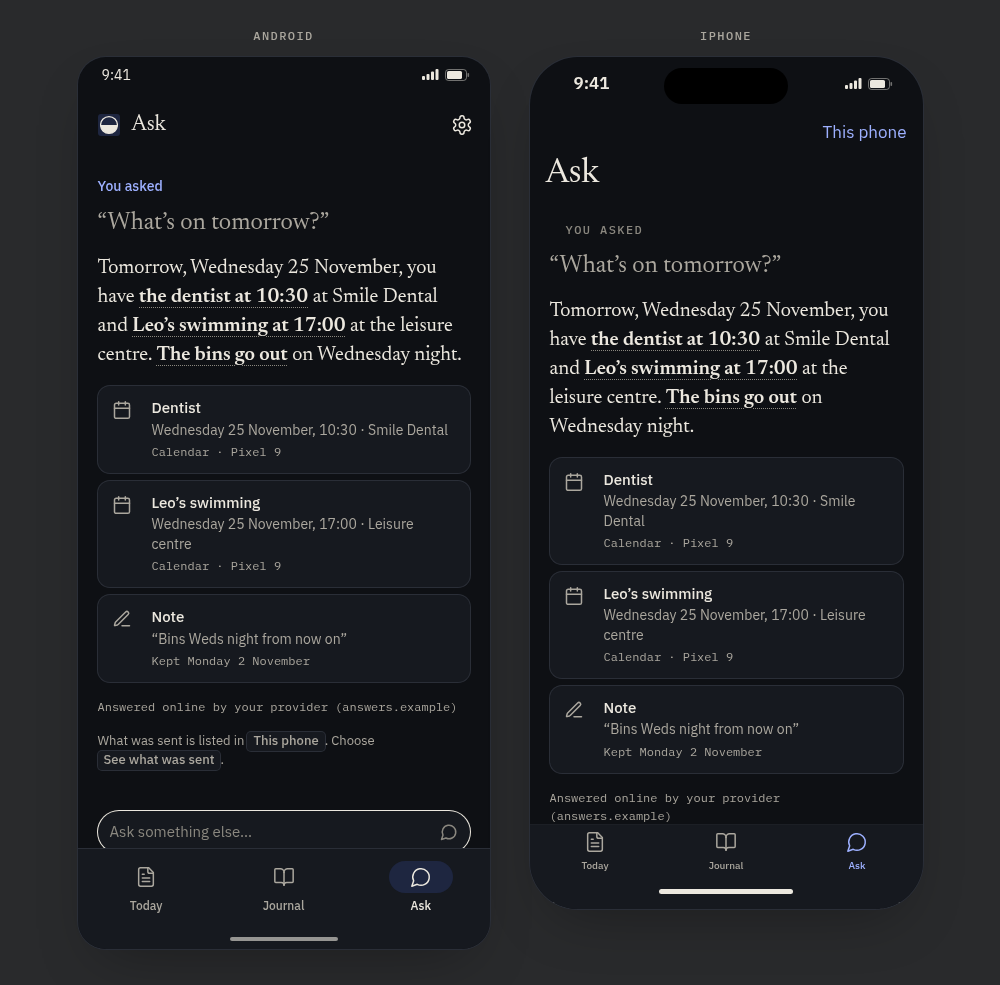 ANDROID
9:41
Ask
You asked
“What’s on tomorrow?”
Tomorrow, Wednesday 25 November, you
have the dentist at 10:30 at Smile Dental
and Leo’s swimming at 17:00 at the leisure
centre. The bins go out on Wednesday night.
Dentist
Wednesday 25 November, 10:30 · Smile Dental
Calendar · Pixel 9
Leo’s swimming
Wednesday 25 November, 17:00 · Leisure
centre
Calendar · Pixel 9
Note
“Bins Weds night from now on”
Kept Monday 2 November
Answered online by your provider (answers.example)
What was sent is listed in This phone. Choose
See what was sent.
Ask something else...
Today
Journal
Ask
IPHONE
9:41
This phone
Ask
YOU ASKED
“What’s on tomorrow?”
Tomorrow, Wednesday 25 November, you
have the dentist at 10:30 at Smile Dental
and Leo’s swimming at 17:00 at the
leisure centre. The bins go out on
Wednesday night.
Dentist
Wednesday 25 November, 10:30 · Smile
Dental
Calendar · Pixel 9
Leo’s swimming
Wednesday 25 November, 17:00 · Leisure
centre
Calendar · Pixel 9
Note
“Bins Weds night from now on”
Kept Monday 2 November
Answered online by your provider
(answers.example)
Today
Journal
Ask